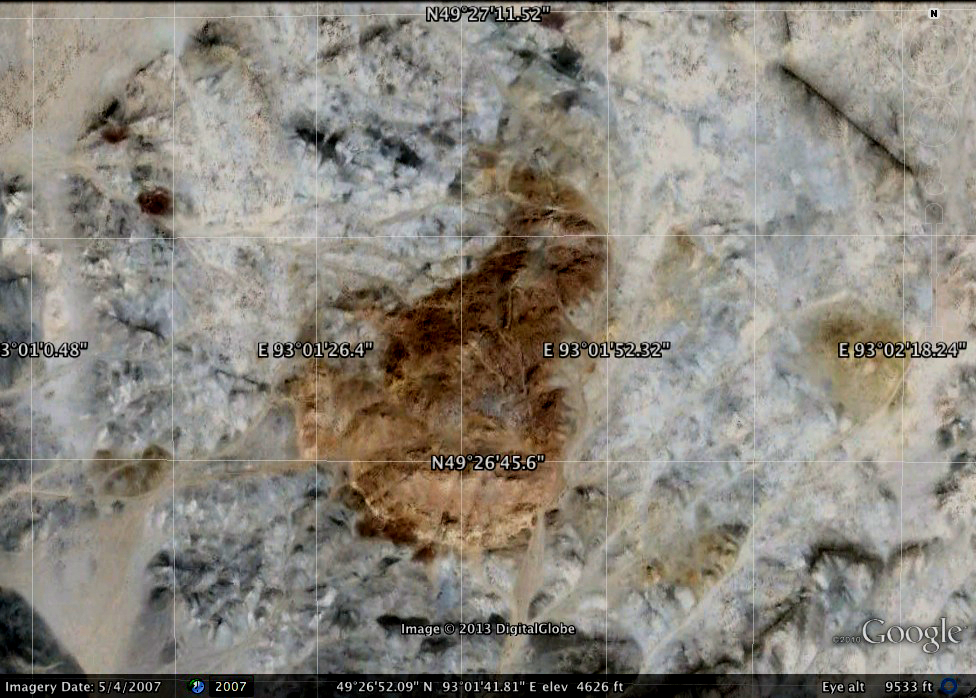 N49°27'11.52"
N
3°01'0.48"
E 93°01'26.4"
E 93°01'52.32"
E 93°02'18.24"
N49°26'45.6"
Image © 2013 DigitalGlobe
©2010 Google
Imagery Date: 5/4/2007 2007 49°26'52.09" N 93°01'41.81" E elev 4626 ft Eye alt 9533 ft